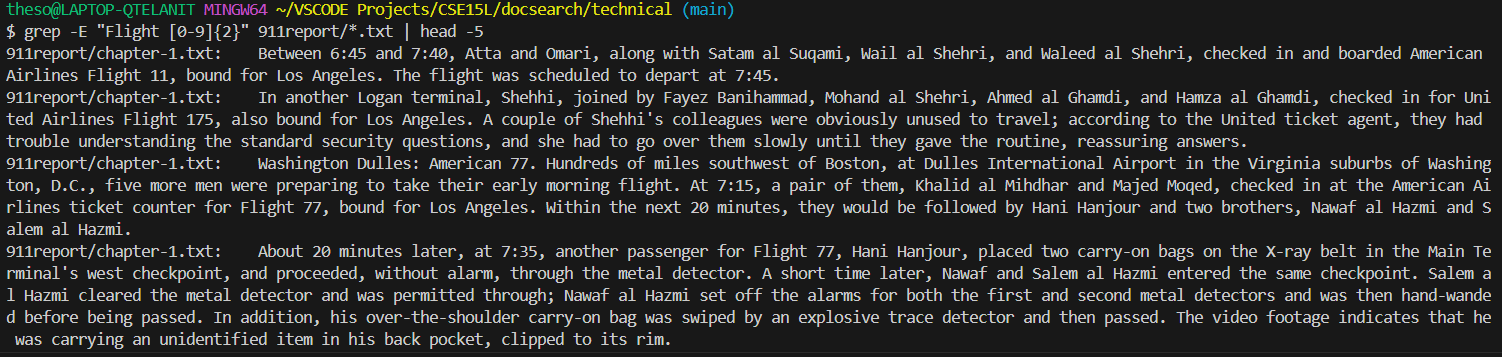 theso@LAPTOP-QTELANIT MINGW64 ~/VSCODE Projects/CSE15L/docsearch/technical (main)
$ grep -E "Flight [0-9]{2}" 911report/*.txt | head -5
911report/chapter-1.txt:    Between 6:45 and 7:40, Atta and Omari, along with Satam al Suqami, Wail al Shehri, and Waleed al Shehri, checked in and boarded American
Airlines Flight 11, bound for Los Angeles. The flight was scheduled to depart at 7:45.
911report/chapter-1.txt:    In another Logan terminal, Shehhi, joined by Fayez Banihammad, Mohand al Shehri, Ahmed al Ghamdi, and Hamza al Ghamdi, checked in for Uni
ted Airlines Flight 175, also bound for Los Angeles. A couple of Shehhi's colleagues were obviously unused to travel; according to the United ticket agent, they had
trouble understanding the standard security questions, and she had to go over them slowly until they gave the routine, reassuring answers.
911report/chapter-1.txt:    Washington Dulles: American 77. Hundreds of miles southwest of Boston, at Dulles International Airport in the Virginia suburbs of Washing
ton, D.C., five more men were preparing to take their early morning flight. At 7:15, a pair of them, Khalid al Mihdhar and Majed Moqed, checked in at the American Ai
rlines ticket counter for Flight 77, bound for Los Angeles. Within the next 20 minutes, they would be followed by Hani Hanjour and two brothers, Nawaf al Hazmi and S
alem al Hazmi.
911report/chapter-1.txt:    About 20 minutes later, at 7:35, another passenger for Flight 77, Hani Hanjour, placed two carry-on bags on the X-ray belt in the Main Te
rminal's west checkpoint, and proceeded, without alarm, through the metal detector. A short time later, Nawaf and Salem al Hazmi entered the same checkpoint. Salem a
l Hazmi cleared the metal detector and was permitted through; Nawaf al Hazmi set off the alarms for both the first and second metal detectors and was then hand-wande
d before being passed. In addition, his over-the-shoulder carry-on bag was swiped by an explosive trace detector and then passed. The video footage indicates that he
 was carrying an unidentified item in his back pocket, clipped to its rim.